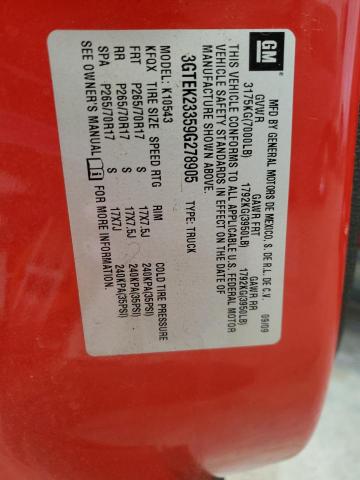 GM
MFD BY GENERAL MOTORS DE MEXICO, S. DE R.L. DE C.V. 09/09
GVWR GAWR FRT GAWR RR
3175KG(7000LB) 1792KG(3950LB) 1792KG(3950LB)
THIS VEHICLE CONFORMS TO ALL APPLICABLE U.S. FEDERAL MOTOR
VEHICLE SAFETY STANDARDS IN EFFECT ON THE DATE OF
MANUFACTURE SHOWN ABOVE.
3GTEK23359G278905 TYPE: TRUCK
MODEL: K10543
KFQX TIRE SIZE SPEED RTG RIM COLD TIRE PRESSURE
FRT P265/70R17 S 17X7.5J 240KPA(35PSI)
RR P265/70R17 S 17X7.5J 240KPA(35PSI)
SPA P265/70R17 S 17X7J 240KPA(35PSI)
SEE OWNER'S MANUAL i FOR MORE INFORMATION.